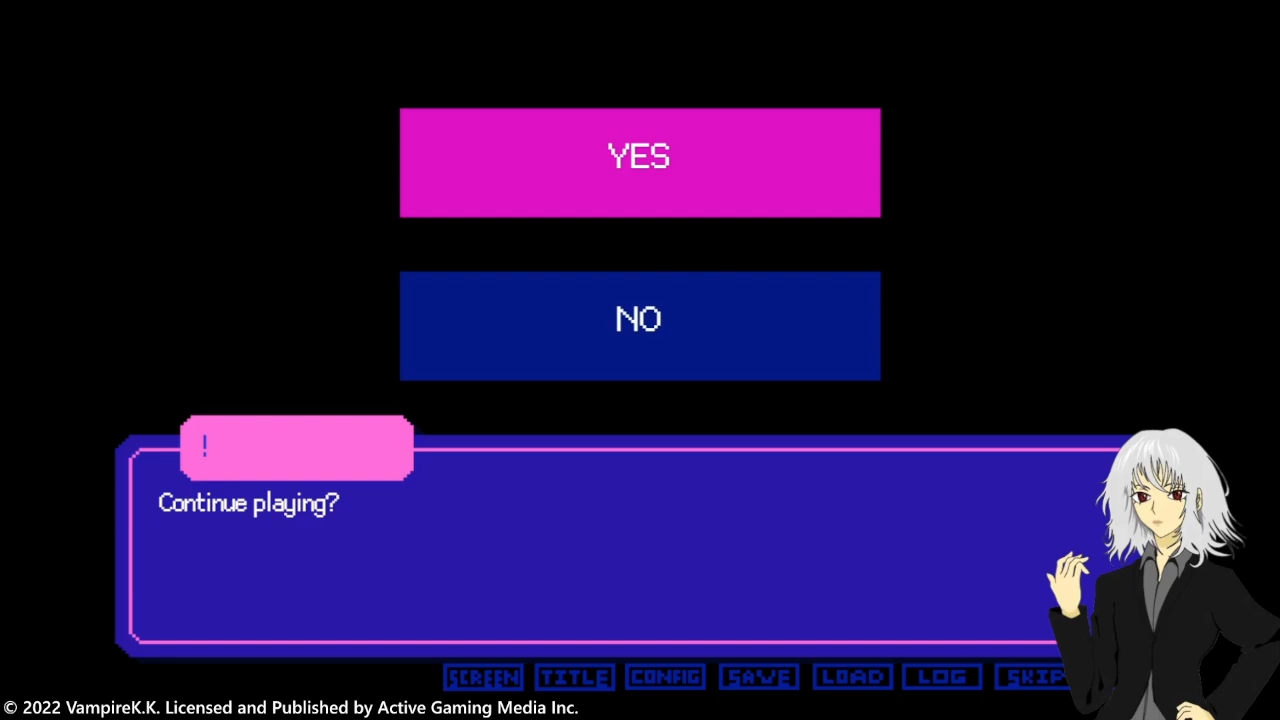 YES
NO
!
Continue playing?
SCREEN TITLE CONFIG SAVE LOAD LOG SKIP
© 2022 VampireK.K. Licensed and Published by Active Gaming Media Inc.